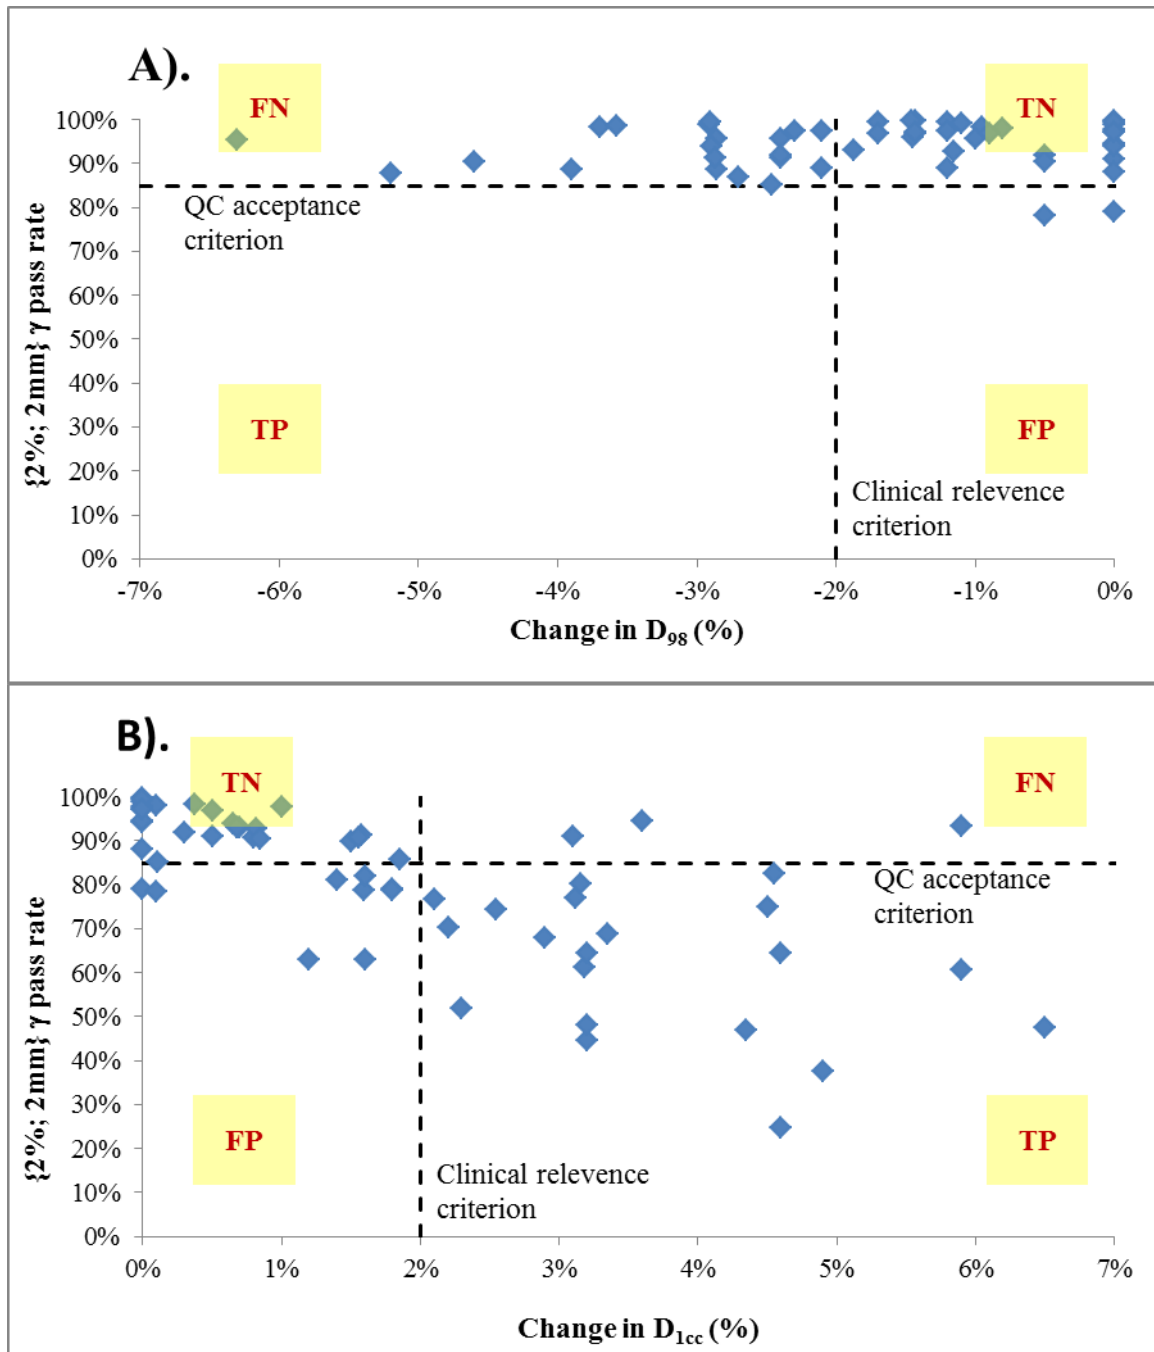 A).
FN
TN
100%
90%
80%
70%
60%
50%
40%
30%
20%
10%
0%
{2%; 2mm} γ pass rate
QC acceptance
criterion
TP
FP
Clinical relevence
criterion
-7%
-6%
-5%
-4%
-3%
-2%
-1%
0%
Change in D98 (%)
B).
TN
FN
100%
90%
80%
70%
60%
50%
40%
30%
20%
10%
0%
{2%; 2mm} γ pass rate
QC acceptance
criterion
FP
TP
Clinical relevence
criterion
0%
1%
2%
3%
4%
5%
6%
7%
Change in D1cc (%)